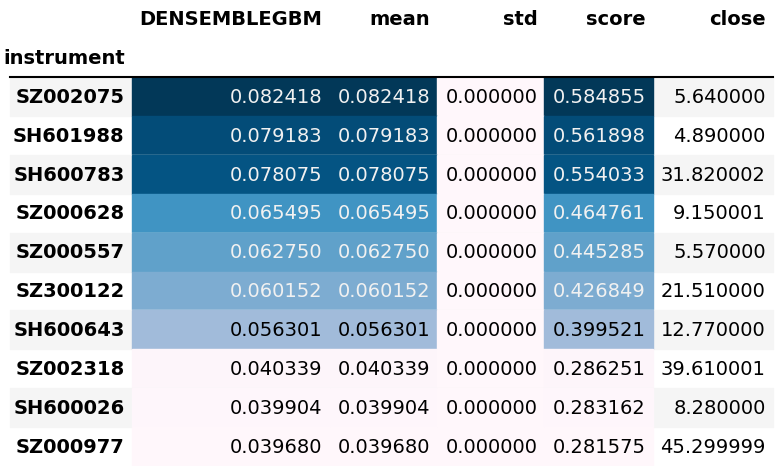 DENSEMBLEGBM mean std score close
instrument
SZ002075 0.082418 0.082418 0.000000 0.584855 5.640000
SH601988 0.079183 0.079183 0.000000 0.561898 4.890000
SH600783 0.078075 0.078075 0.000000 0.554033 31.820002
SZ000628 0.065495 0.065495 0.000000 0.464761 9.150001
SZ000557 0.062750 0.062750 0.000000 0.445285 5.570000
SZ300122 0.060152 0.060152 0.000000 0.426849 21.510000
SH600643 0.056301 0.056301 0.000000 0.399521 12.770000
SZ002318 0.040339 0.040339 0.000000 0.286251 39.610001
SH600026 0.039904 0.039904 0.000000 0.283162 8.280000
SZ000977 0.039680 0.039680 0.000000 0.281575 45.299999